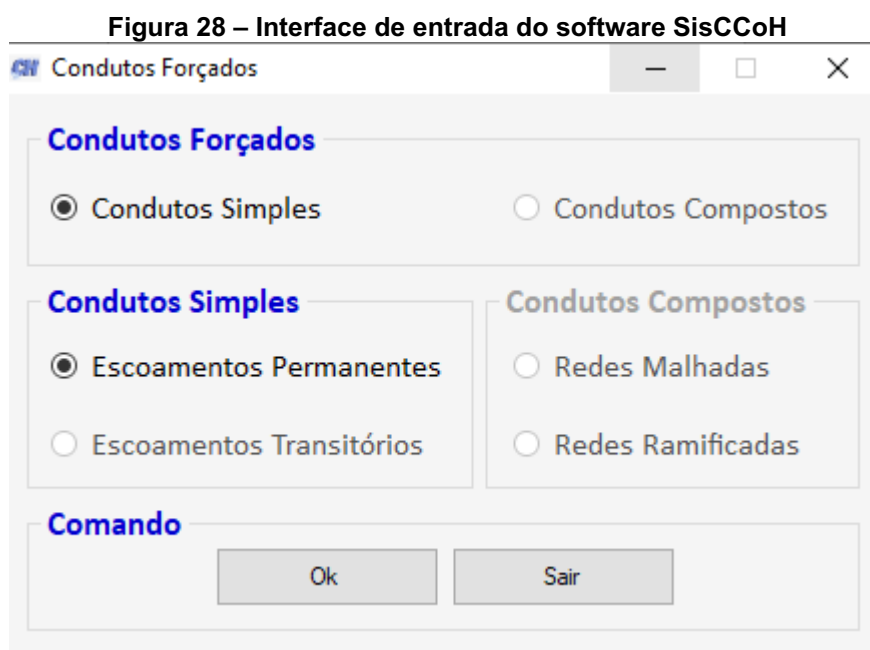 Figura 28 – Interface de entrada do software SisCCoH
CH Condutos Forçados
Condutos Forçados
Condutos Simples Condutos Compostos
Condutos Simples Condutos Compostos
Escoamentos Permanentes Redes Malhadas
Escoamentos Transitórios Redes Ramificadas
Comando
Ok Sair